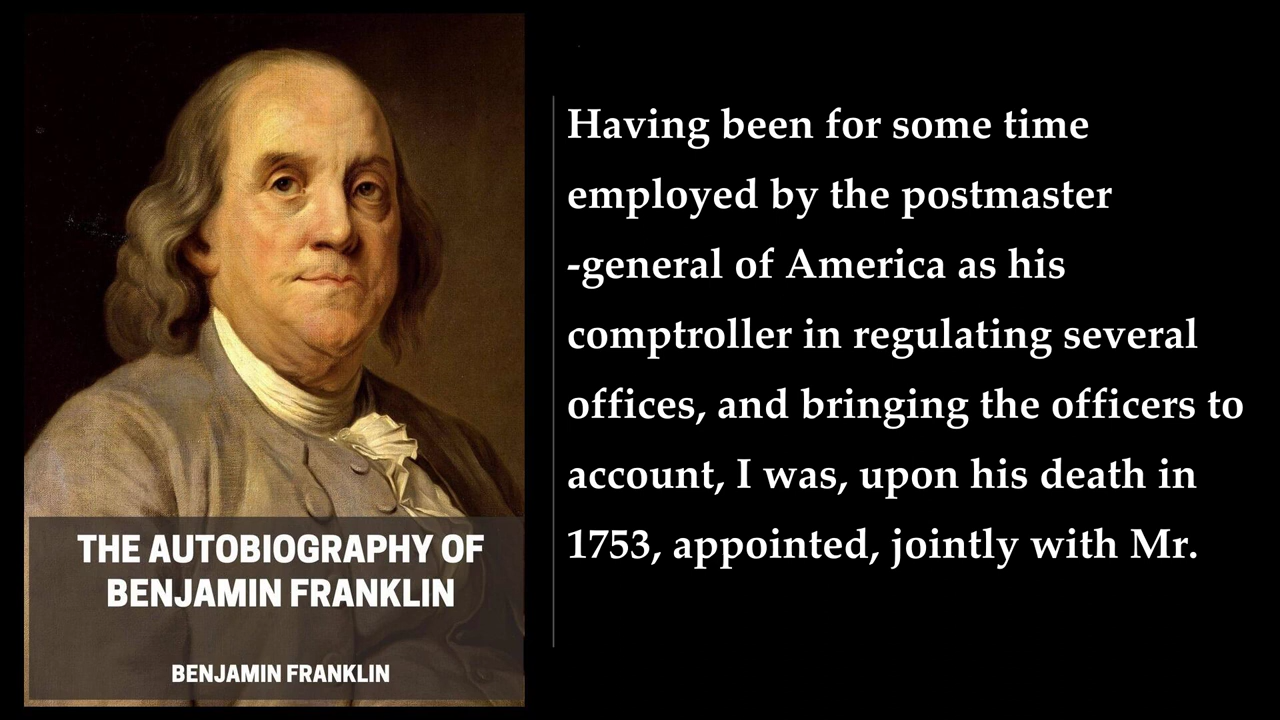 THE AUTOBIOGRAPHY OF
BENJAMIN FRANKLIN
BENJAMIN FRANKLIN
Having been for some time
employed by the postmaster
-general of America as his
comptroller in regulating several
offices, and bringing the officers to
account, I was, upon his death in
1753, appointed, jointly with Mr.